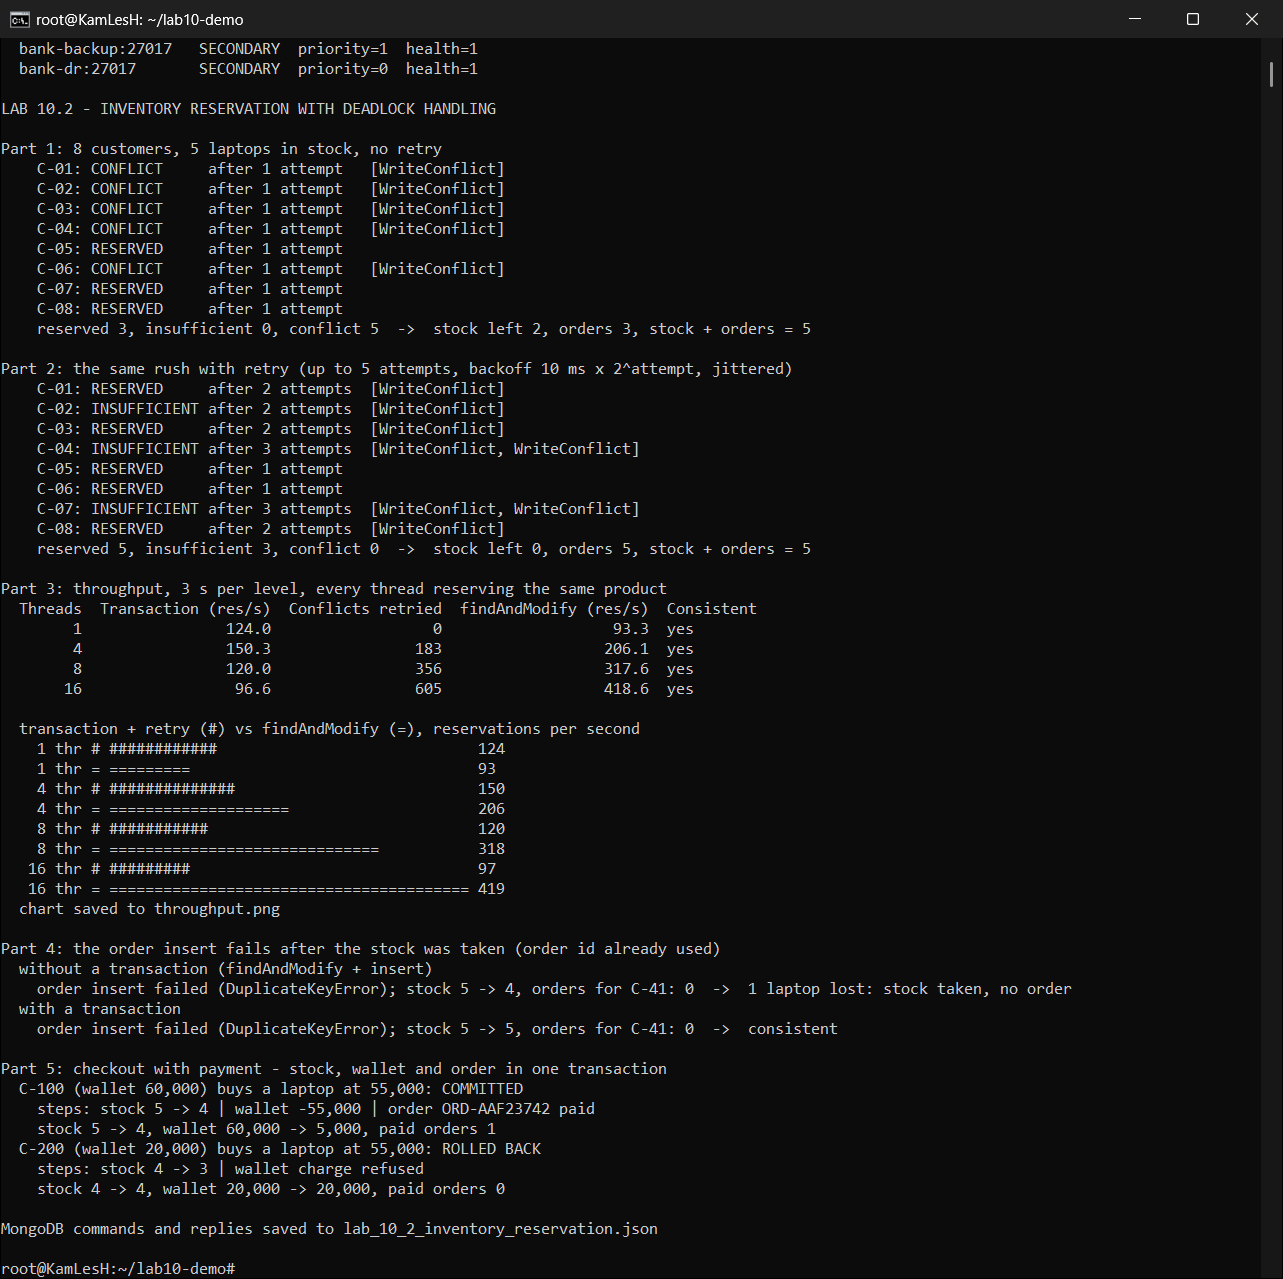 root@KamLesH: ~/lab10-demo
  bank-backup:27017   SECONDARY  priority=1  health=1
  bank-dr:27017       SECONDARY  priority=0  health=1

LAB 10.2 - INVENTORY RESERVATION WITH DEADLOCK HANDLING

Part 1: 8 customers, 5 laptops in stock, no retry
    C-01: CONFLICT     after 1 attempt   [WriteConflict]
    C-02: CONFLICT     after 1 attempt   [WriteConflict]
    C-03: CONFLICT     after 1 attempt   [WriteConflict]
    C-04: CONFLICT     after 1 attempt   [WriteConflict]
    C-05: RESERVED     after 1 attempt
    C-06: CONFLICT     after 1 attempt   [WriteConflict]
    C-07: RESERVED     after 1 attempt
    C-08: RESERVED     after 1 attempt
    reserved 3, insufficient 0, conflict 5  ->  stock left 2, orders 3, stock + orders = 5

Part 2: the same rush with retry (up to 5 attempts, backoff 10 ms x 2^attempt, jittered)
    C-01: RESERVED     after 2 attempts  [WriteConflict]
    C-02: INSUFFICIENT after 2 attempts  [WriteConflict]
    C-03: RESERVED     after 2 attempts  [WriteConflict]
    C-04: INSUFFICIENT after 3 attempts  [WriteConflict, WriteConflict]
    C-05: RESERVED     after 1 attempt
    C-06: RESERVED     after 1 attempt
    C-07: INSUFFICIENT after 3 attempts  [WriteConflict, WriteConflict]
    C-08: RESERVED     after 2 attempts  [WriteConflict]
    reserved 5, insufficient 3, conflict 0  ->  stock left 0, orders 5, stock + orders = 5

Part 3: throughput, 3 s per level, every thread reserving the same product
  Threads  Transaction (res/s)  Conflicts retried  findAndModify (res/s)  Consistent
        1                124.0                  0                   93.3  yes
        4                150.3                183                  206.1  yes
        8                120.0                356                  317.6  yes
       16                 96.6                605                  418.6  yes

  transaction + retry (#) vs findAndModify (=), reservations per second
    1 thr # ############                             124
    1 thr = =========                                93
    4 thr # ##############                           150
    4 thr = ====================                     206
    8 thr # ###########                              120
    8 thr = ==============================           318
   16 thr # #########                                97
   16 thr = ======================================== 419
  chart saved to throughput.png

Part 4: the order insert fails after the stock was taken (order id already used)
  without a transaction (findAndModify + insert)
    order insert failed (DuplicateKeyError); stock 5 -> 4, orders for C-41: 0  ->  1 laptop lost: stock taken, no order
  with a transaction
    order insert failed (DuplicateKeyError); stock 5 -> 5, orders for C-41: 0  ->  consistent

Part 5: checkout with payment - stock, wallet and order in one transaction
  C-100 (wallet 60,000) buys a laptop at 55,000: COMMITTED
    steps: stock 5 -> 4 | wallet -55,000 | order ORD-AAF23742 paid
    stock 5 -> 4, wallet 60,000 -> 5,000, paid orders 1
  C-200 (wallet 20,000) buys a laptop at 55,000: ROLLED BACK
    steps: stock 4 -> 3 | wallet charge refused
    stock 4 -> 4, wallet 20,000 -> 20,000, paid orders 0

MongoDB commands and replies saved to lab_10_2_inventory_reservation.json

root@KamLesH:~/lab10-demo#